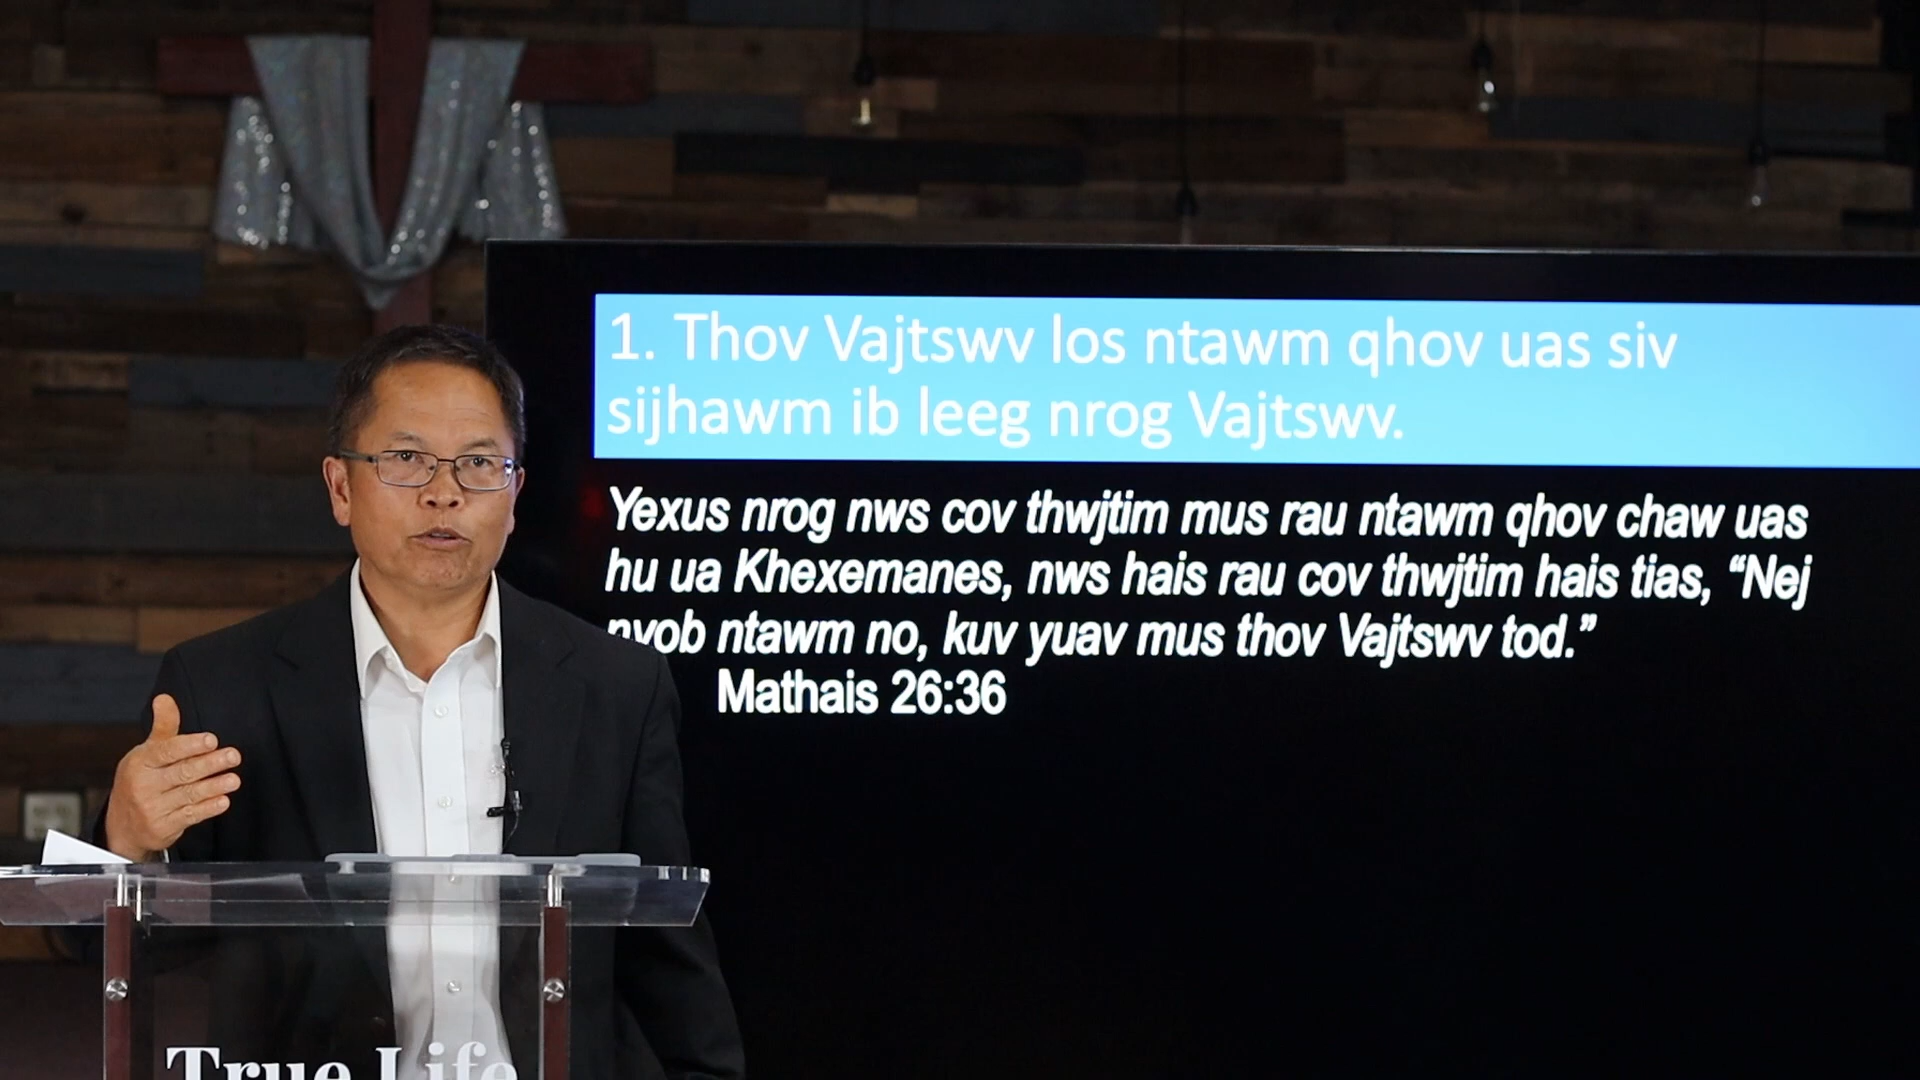 1. Thov Vajtswv los ntawm qhov uas siv
sijhawm ib leeg nrog Vajtswv.
Yexus nrog nws cov thwjtim mus rau ntawm qhov chaw uas
hu ua Khexemanes, nws hais rau cov thwjtim hais tias, “Nej
nyob ntawm no, kuv yuav mus thov Vajtswv tod.”
Mathais 26:36
True Life